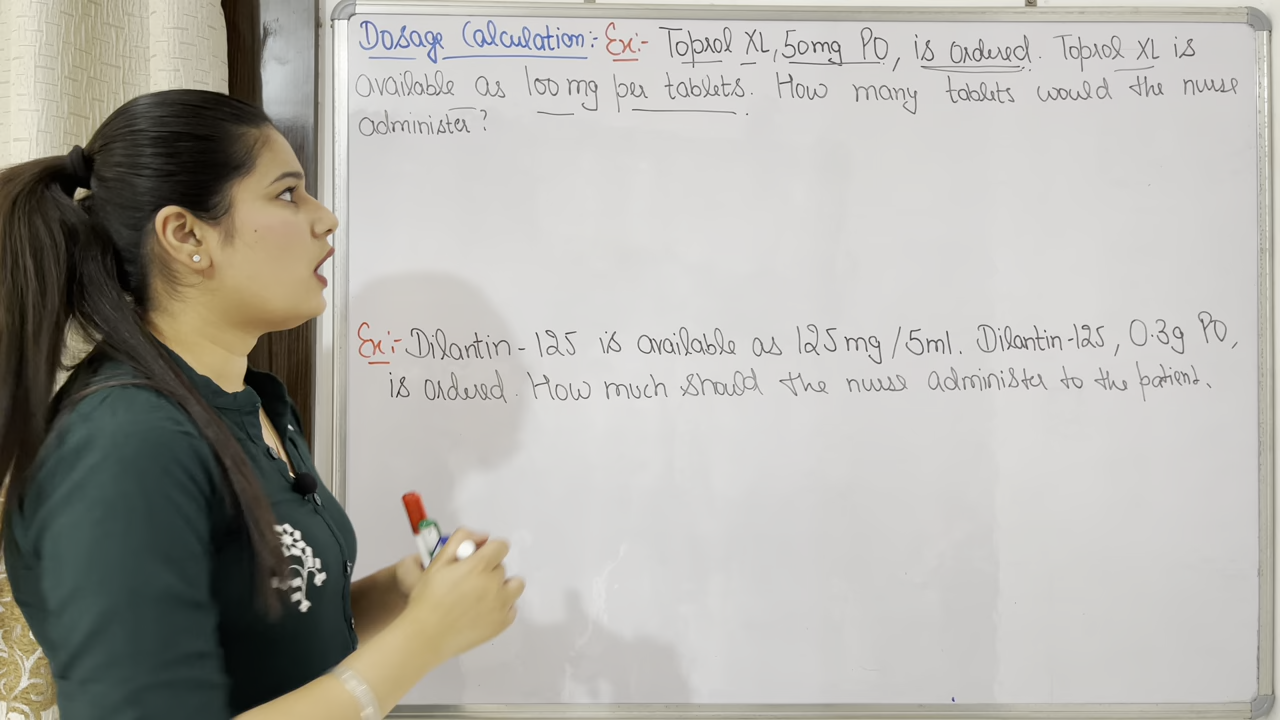 Dosage Calculation:- Ex:- Toprol XL, 50mg PO, is ordered. Toprol XL is
available as 100 mg per tablets. How many tablets would the nurse
administer?
Ex:- Dilantin-125 is available as 125mg/5ml. Dilantin-125, 0.3g PO,
is ordered. How much should the nurse administer to the patient.